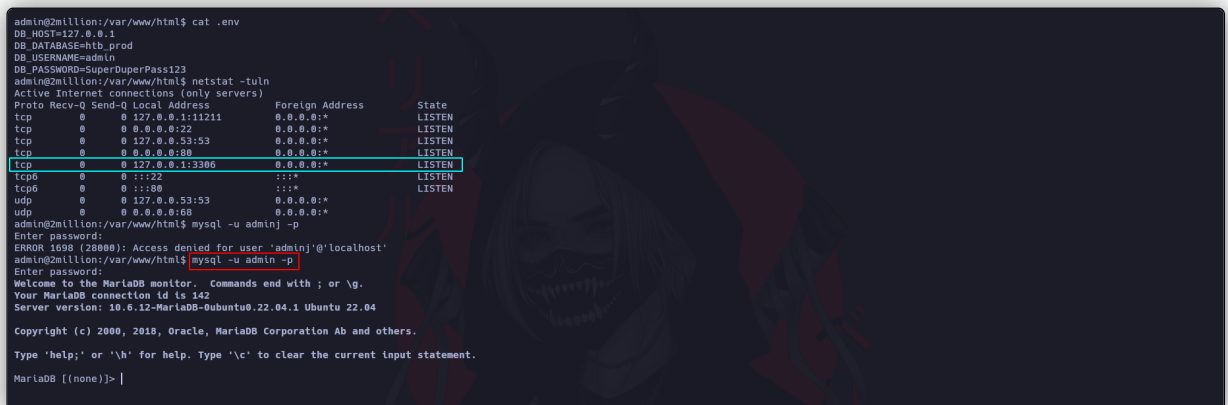 admin@2million:/var/www/html$ cat .env
DB_HOST=127.0.0.1
DB_DATABASE=htb_prod
DB_USERNAME=admin
DB_PASSWORD=SuperDuperPass123
admin@2million:/var/www/html$ netstat -tuln
Active Internet connections (only servers)
Proto Recv-Q Send-Q Local Address           Foreign Address         State
tcp        0      0 127.0.0.1:11211         0.0.0.0:*               LISTEN
tcp        0      0 0.0.0.0:22              0.0.0.0:*               LISTEN
tcp        0      0 127.0.0.53:53           0.0.0.0:*               LISTEN
tcp        0      0 0.0.0.0:80              0.0.0.0:*               LISTEN
tcp        0      0 127.0.0.1:3306          0.0.0.0:*               LISTEN
tcp6       0      0 :::22                   :::*                    LISTEN
tcp6       0      0 :::80                   :::*                    LISTEN
udp        0      0 127.0.0.53:53           0.0.0.0:*
udp        0      0 0.0.0.0:68              0.0.0.0:*
admin@2million:/var/www/html$ mysql -u adminj -p
Enter password:
ERROR 1698 (28000): Access denied for user 'adminj'@'localhost'
admin@2million:/var/www/html$ mysql -u admin -p
Enter password:
Welcome to the MariaDB monitor.  Commands end with ; or \g.
Your MariaDB connection id is 142
Server version: 10.6.12-MariaDB-0ubuntu0.22.04.1 Ubuntu 22.04
Copyright (c) 2000, 2018, Oracle, MariaDB Corporation Ab and others.
Type 'help;' or '\h' for help. Type '\c' to clear the current input statement.
MariaDB [(none)]>